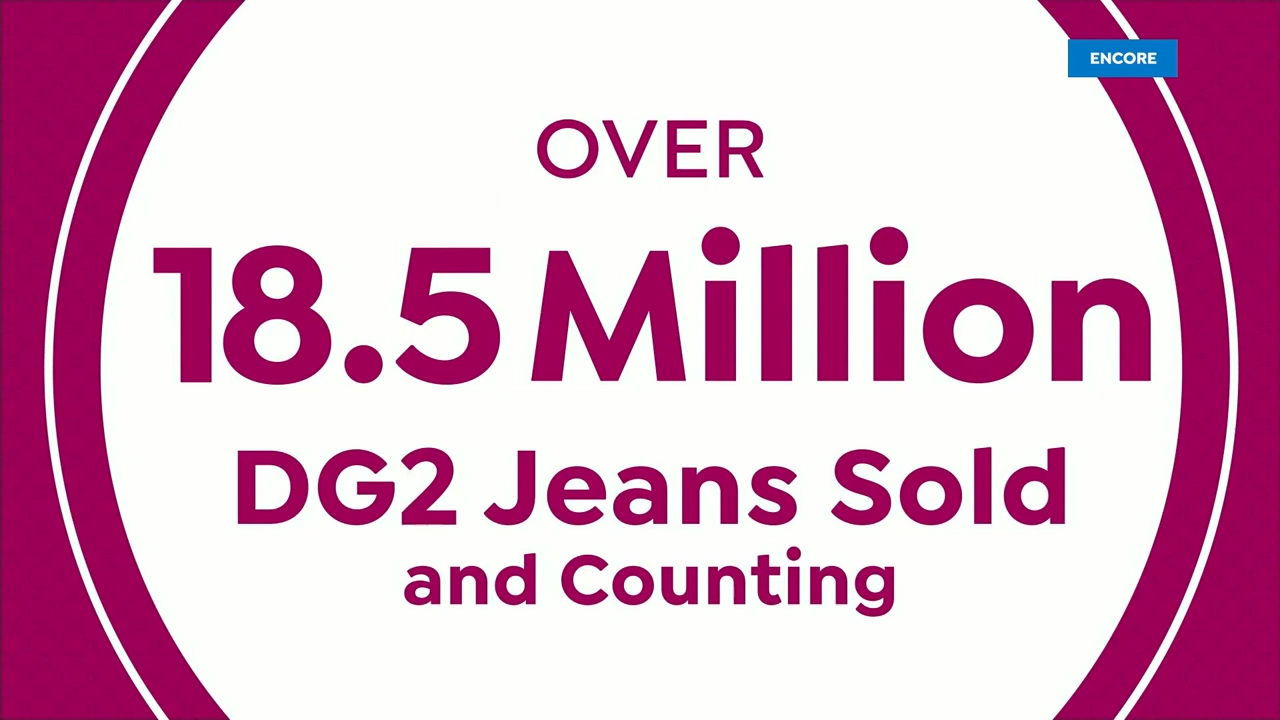 ENCORE
OVER
18.5 Million
DG2 Jeans Sold
and Counting